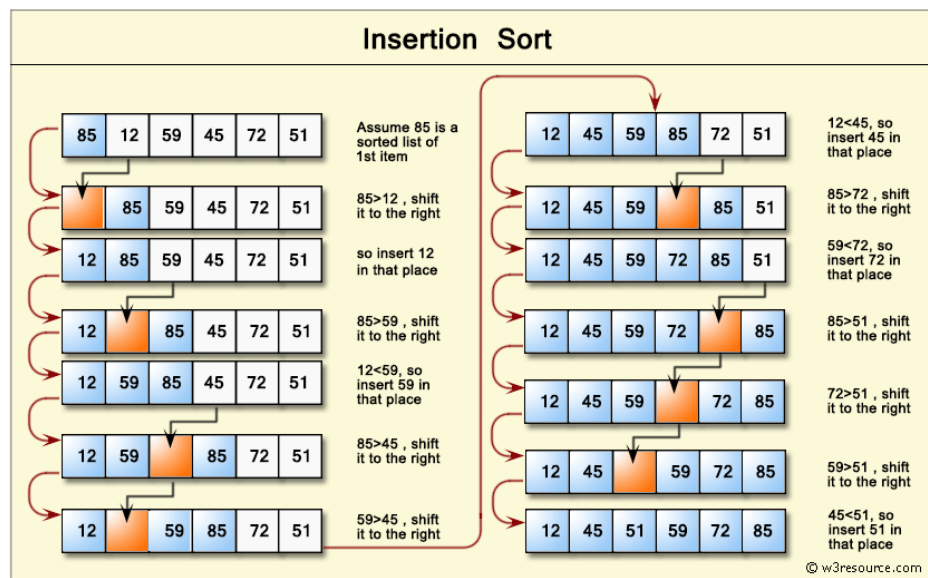 Insertion Sort
85 12 59 45 72 51
Assume 85 is a
sorted list of
1st item
85 59 45 72 51
85>12 , shift
it to the right
12 85 59 45 72 51
so insert 12
in that place
12 85 45 72 51
85>59 , shift
it to the right
12 59 85 45 72 51
12<59, so
insert 59 in
that place
12 59 85 72 51
85>45 , shift
it to the right
12 59 85 72 51
59>45 , shift
it to the right
12 45 59 85 72 51
12<45, so
insert 45 in
that place
12 45 59 85 51
85>72 , shift
it to the right
12 45 59 72 85 51
59<72, so
insert 72 in
that place
12 45 59 72 85
85>51 , shift
it to the right
12 45 59 72 85
72>51 , shift
it to the right
12 45 59 72 85
59>51 , shift
it to the right
12 45 51 59 72 85
45<51, so
insert 51 in
that place
© w3resource.com